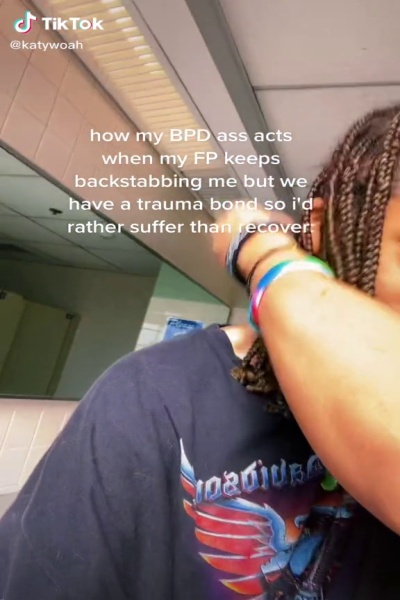 TikTok
@katywoah
how my BPD ass acts
when my FP keeps
backstabbing me but we
have a trauma bond so i'd
rather suffer than recover: